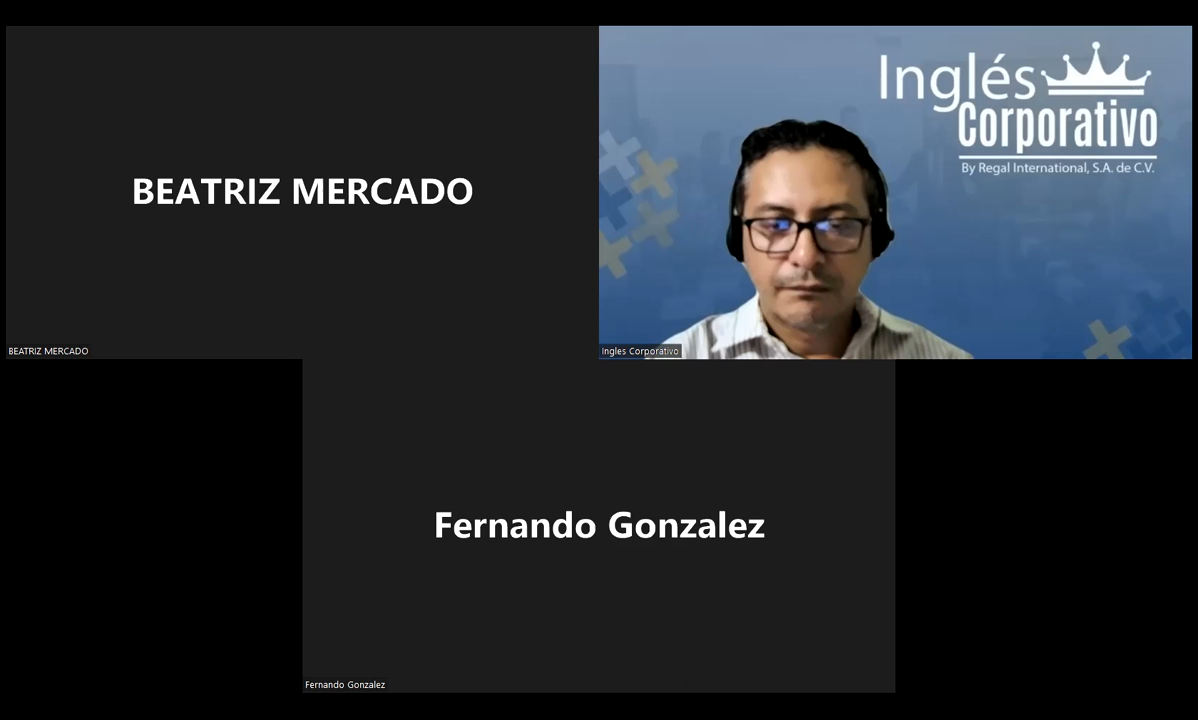 BEATRIZ MERCADO
BEATRIZ MERCADO
Inglés
Corporativo
By Regal International, S.A. de C.V.
Ingles Corporativo
Fernando Gonzalez
Fernando Gonzalez